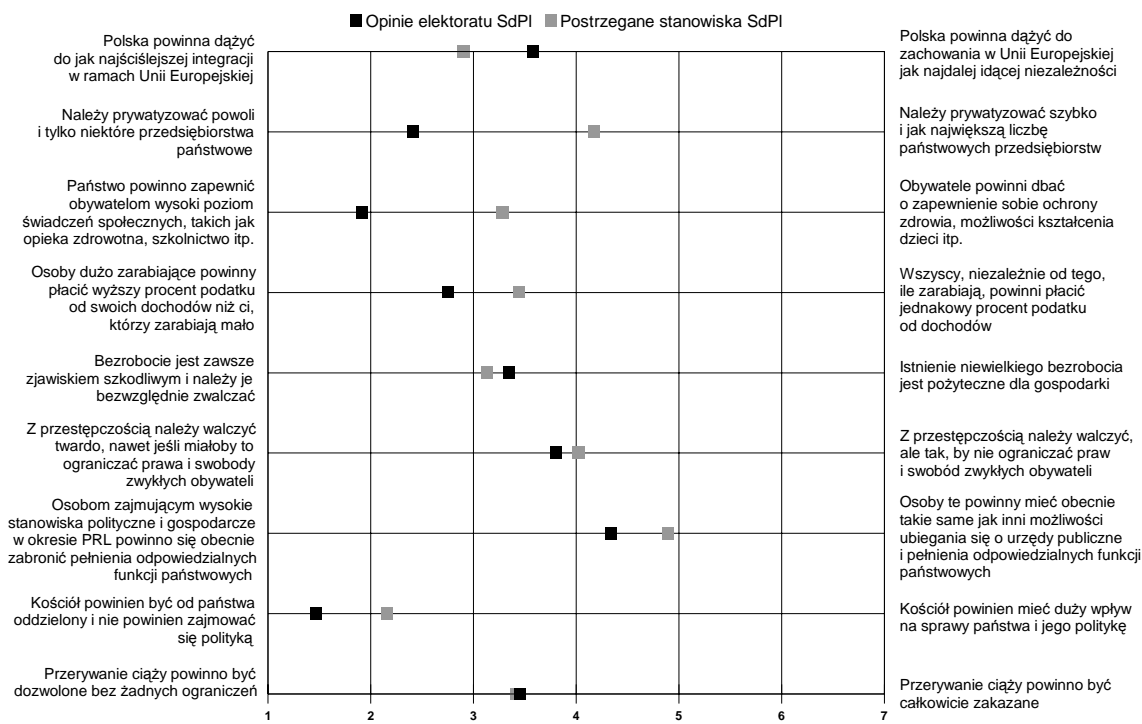 Opinie elektoratu SdPl Postrzegane stanowiska SdPl
Polska powinna dążyć
do jak najściślejszej integracji
w ramach Unii Europejskiej
Polska powinna dążyć do
zachowania w Unii Europejskiej
jak najdalej idącej niezależności
Należy prywatyzować powoli
i tylko niektóre przedsiębiorstwa
państwowe
Należy prywatyzować szybko
i jak największą liczbę
państwowych przedsiębiorstw
Państwo powinno zapewnić
obywatelom wysoki poziom
świadczeń społecznych, takich jak
opieka zdrowotna, szkolnictwo itp.
Obywatele powinni dbać
o zapewnienie sobie ochrony
zdrowia, możliwości kształcenia
dzieci itp.
Osoby dużo zarabiające powinny
płacić wyższy procent podatku
od swoich dochodów niż ci,
którzy zarabiają mało
Wszyscy, niezależnie od tego,
ile zarabiają, powinni płacić
jednakowy procent podatku
od dochodów
Bezrobocie jest zawsze
zjawiskiem szkodliwym i należy je
bezwzględnie zwalczać
Istnienie niewielkiego bezrobocia
jest pożyteczne dla gospodarki
Z przestępczością należy walczyć
twardo, nawet jeśli miałoby to
ograniczać prawa i swobody
zwykłych obywateli
Z przestępczością należy walczyć,
ale tak, by nie ograniczać praw
i swobód zwykłych obywateli
Osobom zajmującym wysokie
stanowiska polityczne i gospodarcze
w okresie PRL powinno się obecnie
zabronić pełnienia odpowiedzialnych
funkcji państwowych
Osoby te powinny mieć obecnie
takie same jak inni możliwości
ubiegania się o urzędy publiczne
i pełnienia odpowiedzialnych funkcji
państwowych
Kościół powinien być od państwa
oddzielony i nie powinien zajmować
się polityką
Kościół powinien mieć duży wpływ
na sprawy państwa i jego politykę
Przerywanie ciąży powinno być
dozwolone bez żadnych ograniczeń
Przerywanie ciąży powinno być
całkowicie zakazane
1 2 3 4 5 6 7